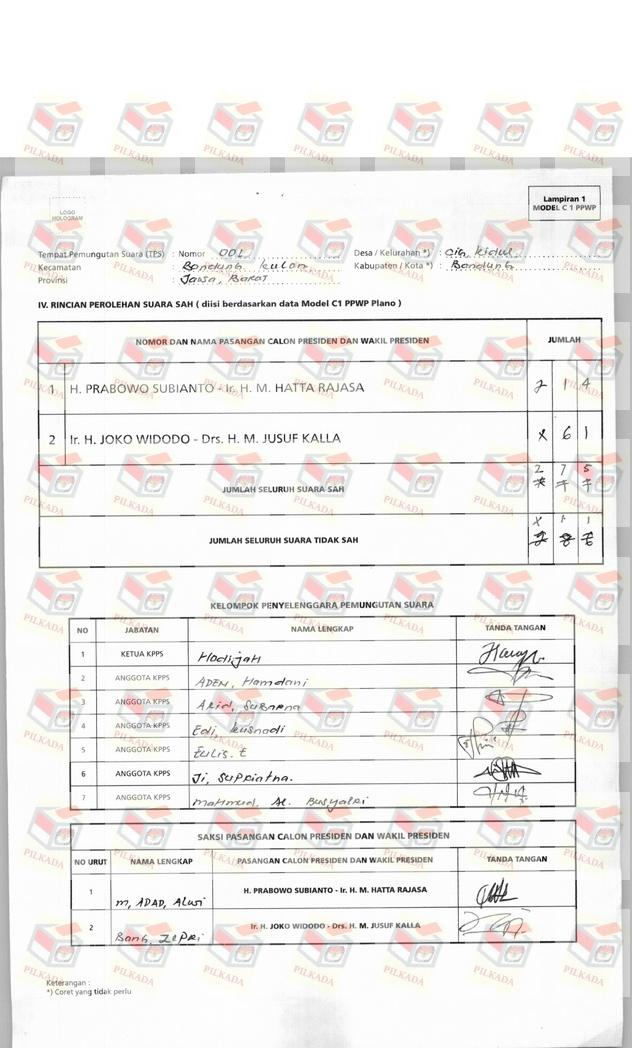 LOGO HOLOGRAM
Lampiran 1
MODEL C 1 PPWP
Tempat Pemungutan Suara (TPS) : Nomor 001 Desa / Kelurahan *) : Cig. Kidul
Kecamatan : Bandung kulon Kabupaten / Kota *) : Bandung
Provinsi : Jawa, Barat
IV. RINCIAN PEROLEHAN SUARA SAH ( diisi berdasarkan data Model C1 PPWP Plano )
NOMOR DAN NAMA PASANGAN CALON PRESIDEN DAN WAKIL PRESIDEN JUMLAH
1 H. PRABOWO SUBIANTO - Ir. H. M. HATTA RAJASA 2 1 4
2 Ir. H. JOKO WIDODO - Drs. H. M. JUSUF KALLA X 6 1
JUMLAH SELURUH SUARA SAH 2 7 5
JUMLAH SELURUH SUARA TIDAK SAH X 1 1
KELOMPOK PENYELENGGARA PEMUNGUTAN SUARA
NO JABATAN NAMA LENGKAP TANDA TANGAN
1 KETUA KPPS Hodijah
2 ANGGOTA KPPS ADEN, Hamdani
3 ANGGOTA KPPS
4 ANGGOTA KPPS Edi, kusnadi
5 ANGGOTA KPPS Eulis. E
6 ANGGOTA KPPS Ji, Supriatna.
7 ANGGOTA KPPS mahmud, Al.
SAKSI PASANGAN CALON PRESIDEN DAN WAKIL PRESIDEN
NO URUT NAMA LENGKAP PASANGAN CALON PRESIDEN DAN WAKIL PRESIDEN TANDA TANGAN
1 m, ADAD, Alwi H. PRABOWO SUBIANTO - Ir. H. M. HATTA RAJASA
2 Bang, Zepri Ir. H. JOKO WIDODO - Drs. H. M. JUSUF KALLA
Keterangan :
*) Coret yang tidak perlu
PILKADA